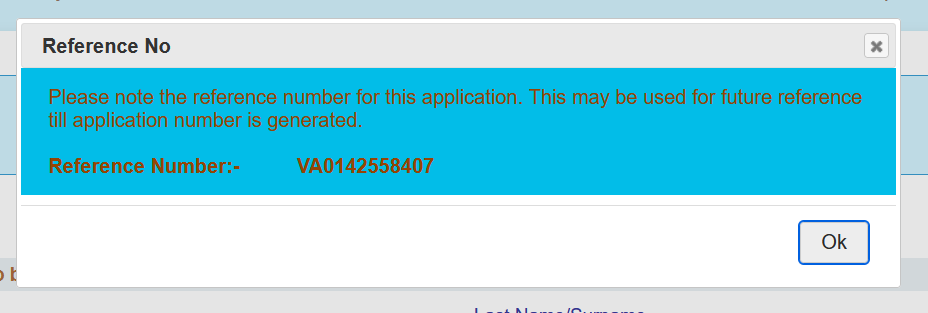 Reference No
Please note the reference number for this application. This may be used for future reference
till application number is generated.
Reference Number:- VA0142558407
Ok
Last Name/Surname